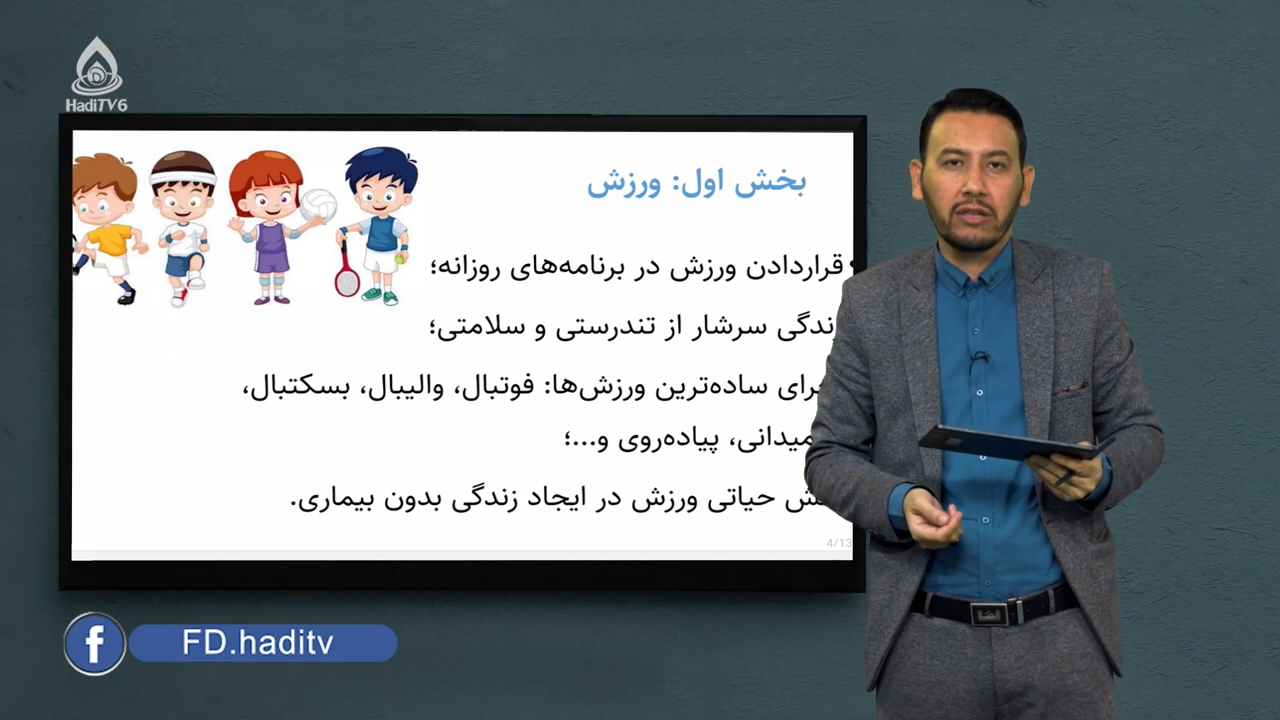 HadiTV6
بخش اول: ورزش
قراردادن ورزش در برنامه‌های روزانه؛
سرشار از تندرستی و سلامتی؛
ساده‌ترین ورزش‌ها: فوتبال، والیبال، بسکتبال،
میدانی، پیاده‌روی و...؛
حیاتی ورزش در ایجاد زندگی بدون بیماری.
4/13
FD.haditv